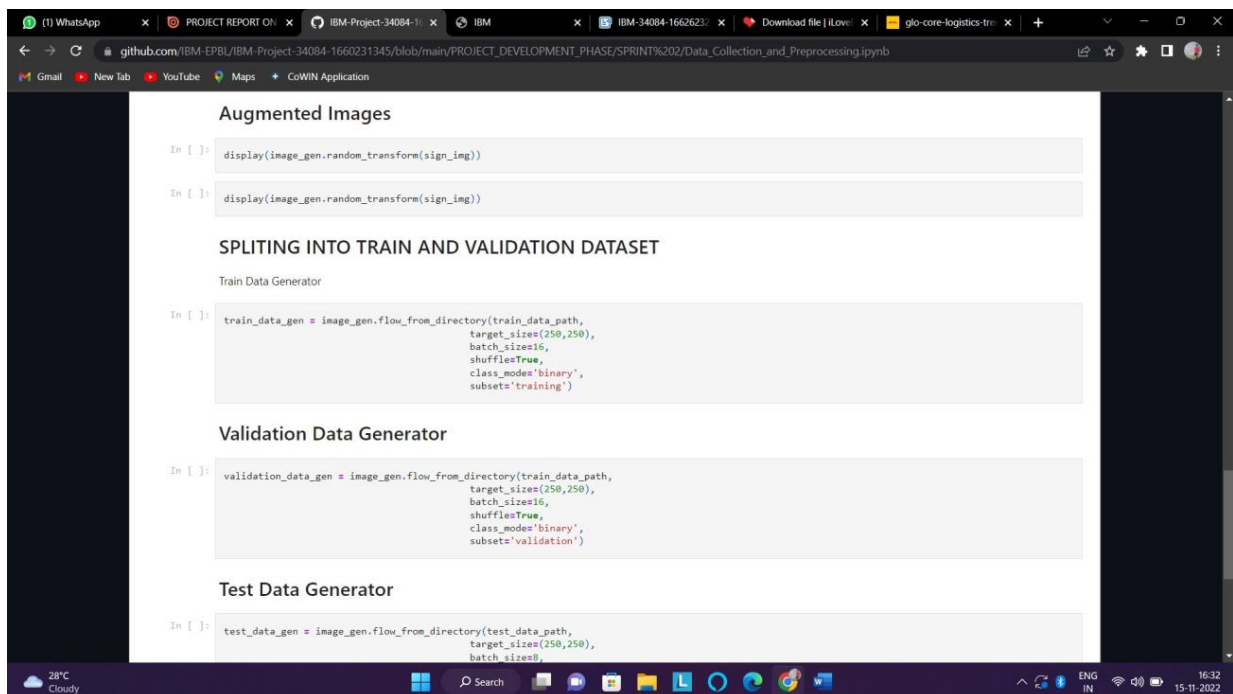 (1) WhatsApp
PROJECT REPORT ON
IBM-Project-34084-16
IBM
IBM-34084-16626232
Download file | iLovel
glo-core-logistics-tre
github.com/IBM-EPBL/IBM-Project-34084-1660231345/blob/main/PROJECT_DEVELOPMENT_PHASE/SPRINT%202/Data_Collection_and_Preprocessing.ipynb
Gmail New Tab YouTube Maps CoWIN Application
Augmented Images
In [ ]: display(image_gen.random_transform(sign_img))
In [ ]: display(image_gen.random_transform(sign_img))
SPLITING INTO TRAIN AND VALIDATION DATASET
Train Data Generator
In [ ]: train_data_gen = image_gen.flow_from_directory(train_data_path,
target_size=(250,250),
batch_size=16,
shuffle=True,
class_mode='binary',
subset='training')
Validation Data Generator
In [ ]: validation_data_gen = image_gen.flow_from_directory(train_data_path,
target_size=(250,250),
batch_size=16,
shuffle=True,
class_mode='binary',
subset='validation')
Test Data Generator
In [ ]: test_data_gen = image_gen.flow_from_directory(test_data_path,
target_size=(250,250),
batch_size=8,
28°C
Cloudy
Search
ENG
IN
16:32
15-11-2022